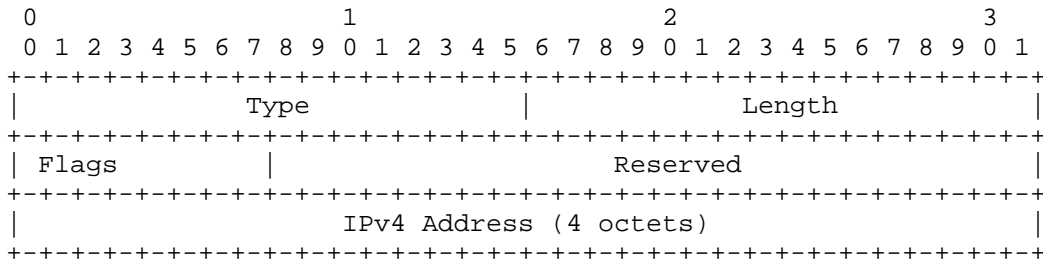 0                   1                   2                   3
 0 1 2 3 4 5 6 7 8 9 0 1 2 3 4 5 6 7 8 9 0 1 2 3 4 5 6 7 8 9 0 1
+-+-+-+-+-+-+-+-+-+-+-+-+-+-+-+-+-+-+-+-+-+-+-+-+-+-+-+-+-+-+-+-+
|              Type             |             Length            |
+-+-+-+-+-+-+-+-+-+-+-+-+-+-+-+-+-+-+-+-+-+-+-+-+-+-+-+-+-+-+-+-+
| Flags         |                     Reserved                  |
+-+-+-+-+-+-+-+-+-+-+-+-+-+-+-+-+-+-+-+-+-+-+-+-+-+-+-+-+-+-+-+-+
|                    IPv4 Address (4 octets)                    |
+-+-+-+-+-+-+-+-+-+-+-+-+-+-+-+-+-+-+-+-+-+-+-+-+-+-+-+-+-+-+-+-+